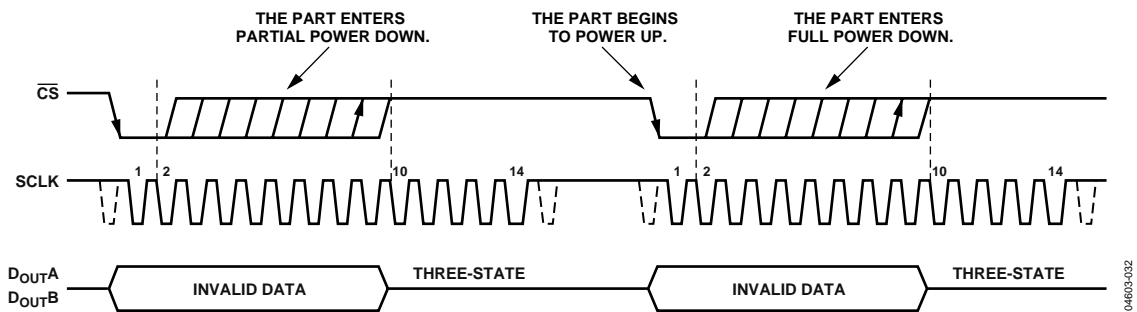 THE PART ENTERS
PARTIAL POWER DOWN.
THE PART BEGINS
TO POWER UP.
THE PART ENTERS
FULL POWER DOWN.
CS
SCLK
1 2 10 14 1 2 10 14
DOUTA
DOUTB
INVALID DATA THREE-STATE INVALID DATA THREE-STATE
04603-032